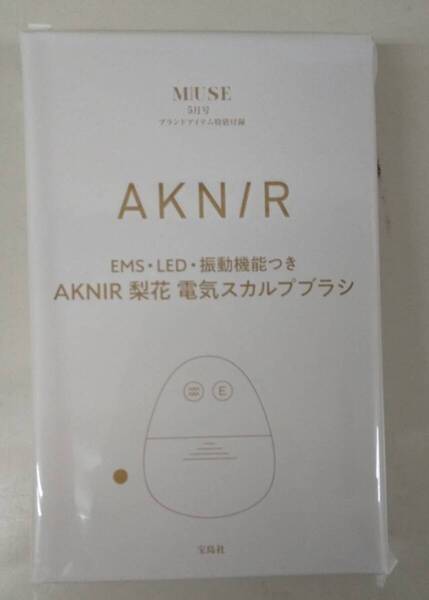 MUSE
5月号
ブランドアイテム特別付録
AKNIR
EMS・LED・振動機能つき
AKNIR 梨花 電気スカルプブラシ
E
宝島社